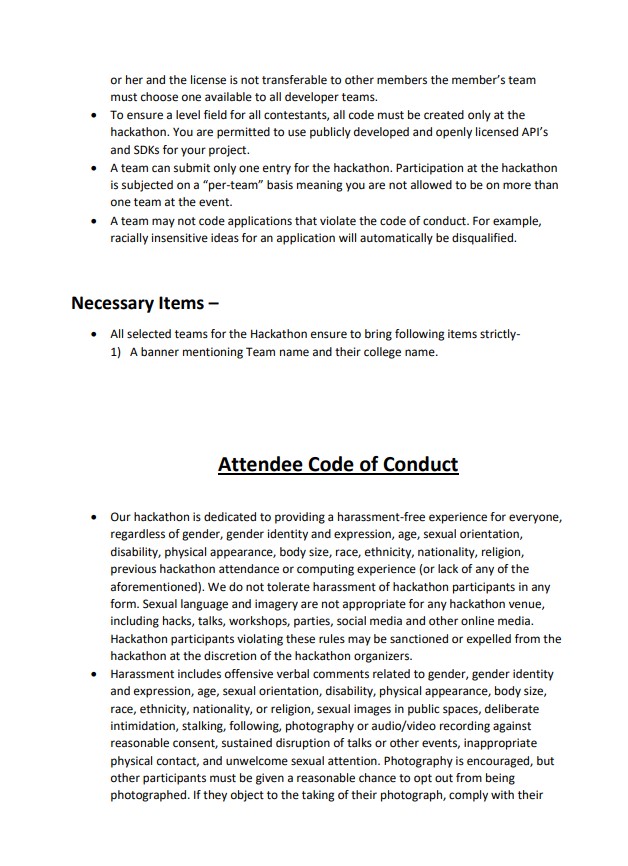 or her and the license is not transferable to other members the member's team
must choose one available to all developer teams.
• To ensure a level field for all contestants, all code must be created only at the
hackathon. You are permitted to use publicly developed and openly licensed API's
and SDKs for your project.
• A team can submit only one entry for the hackathon. Participation at the hackathon
is subjected on a “per-team” basis meaning you are not allowed to be on more than
one team at the event.
• A team may not code applications that violate the code of conduct. For example,
racially insensitive ideas for an application will automatically be disqualified.
Necessary Items –
• All selected teams for the Hackathon ensure to bring following items strictly-
1) A banner mentioning Team name and their college name.
Attendee Code of Conduct
• Our hackathon is dedicated to providing a harassment-free experience for everyone,
regardless of gender, gender identity and expression, age, sexual orientation,
disability, physical appearance, body size, race, ethnicity, nationality, religion,
previous hackathon attendance or computing experience (or lack of any of the
aforementioned). We do not tolerate harassment of hackathon participants in any
form. Sexual language and imagery are not appropriate for any hackathon venue,
including hacks, talks, workshops, parties, social media and other online media.
Hackathon participants violating these rules may be sanctioned or expelled from the
hackathon at the discretion of the hackathon organizers.
• Harassment includes offensive verbal comments related to gender, gender identity
and expression, age, sexual orientation, disability, physical appearance, body size,
race, ethnicity, nationality, or religion, sexual images in public spaces, deliberate
intimidation, stalking, following, photography or audio/video recording against
reasonable consent, sustained disruption of talks or other events, inappropriate
physical contact, and unwelcome sexual attention. Photography is encouraged, but
other participants must be given a reasonable chance to opt out from being
photographed. If they object to the taking of their photograph, comply with their